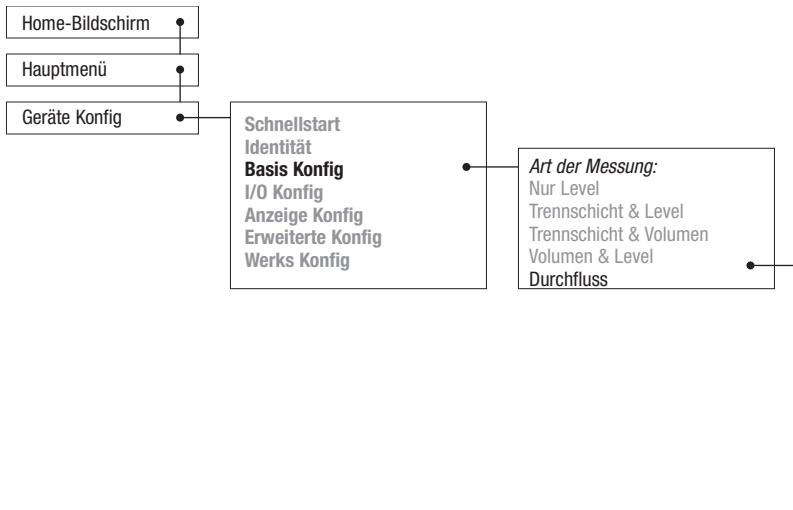 Home-Bildschirm
Hauptmenü
Geräte Konfig
Schnellstart
Identität
Basis Konfig
I/O Konfig
Anzeige Konfig
Erweiterte Konfig
Werks Konfig
Art der Messung:
Nur Level
Trennschicht & Level
Trennschicht & Volumen
Volumen & Level
Durchfluss